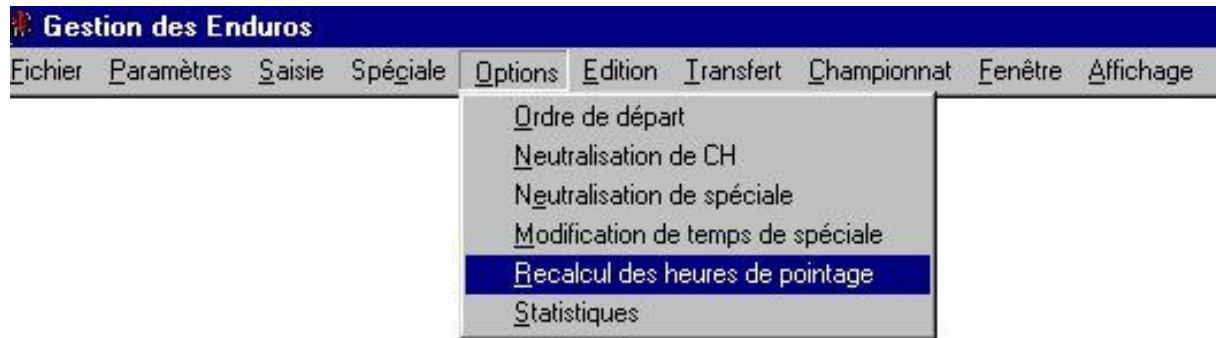 Gestion des Enduros
Fichier Paramètres Saisie Spéciale Options Edition Transfert Championnat Fenêtre Affichage
Ordre de départ
Neutralisation de CH
Neutralisation de spéciale
Modification de temps de spéciale
Recalcul des heures de pointage
Statistiques